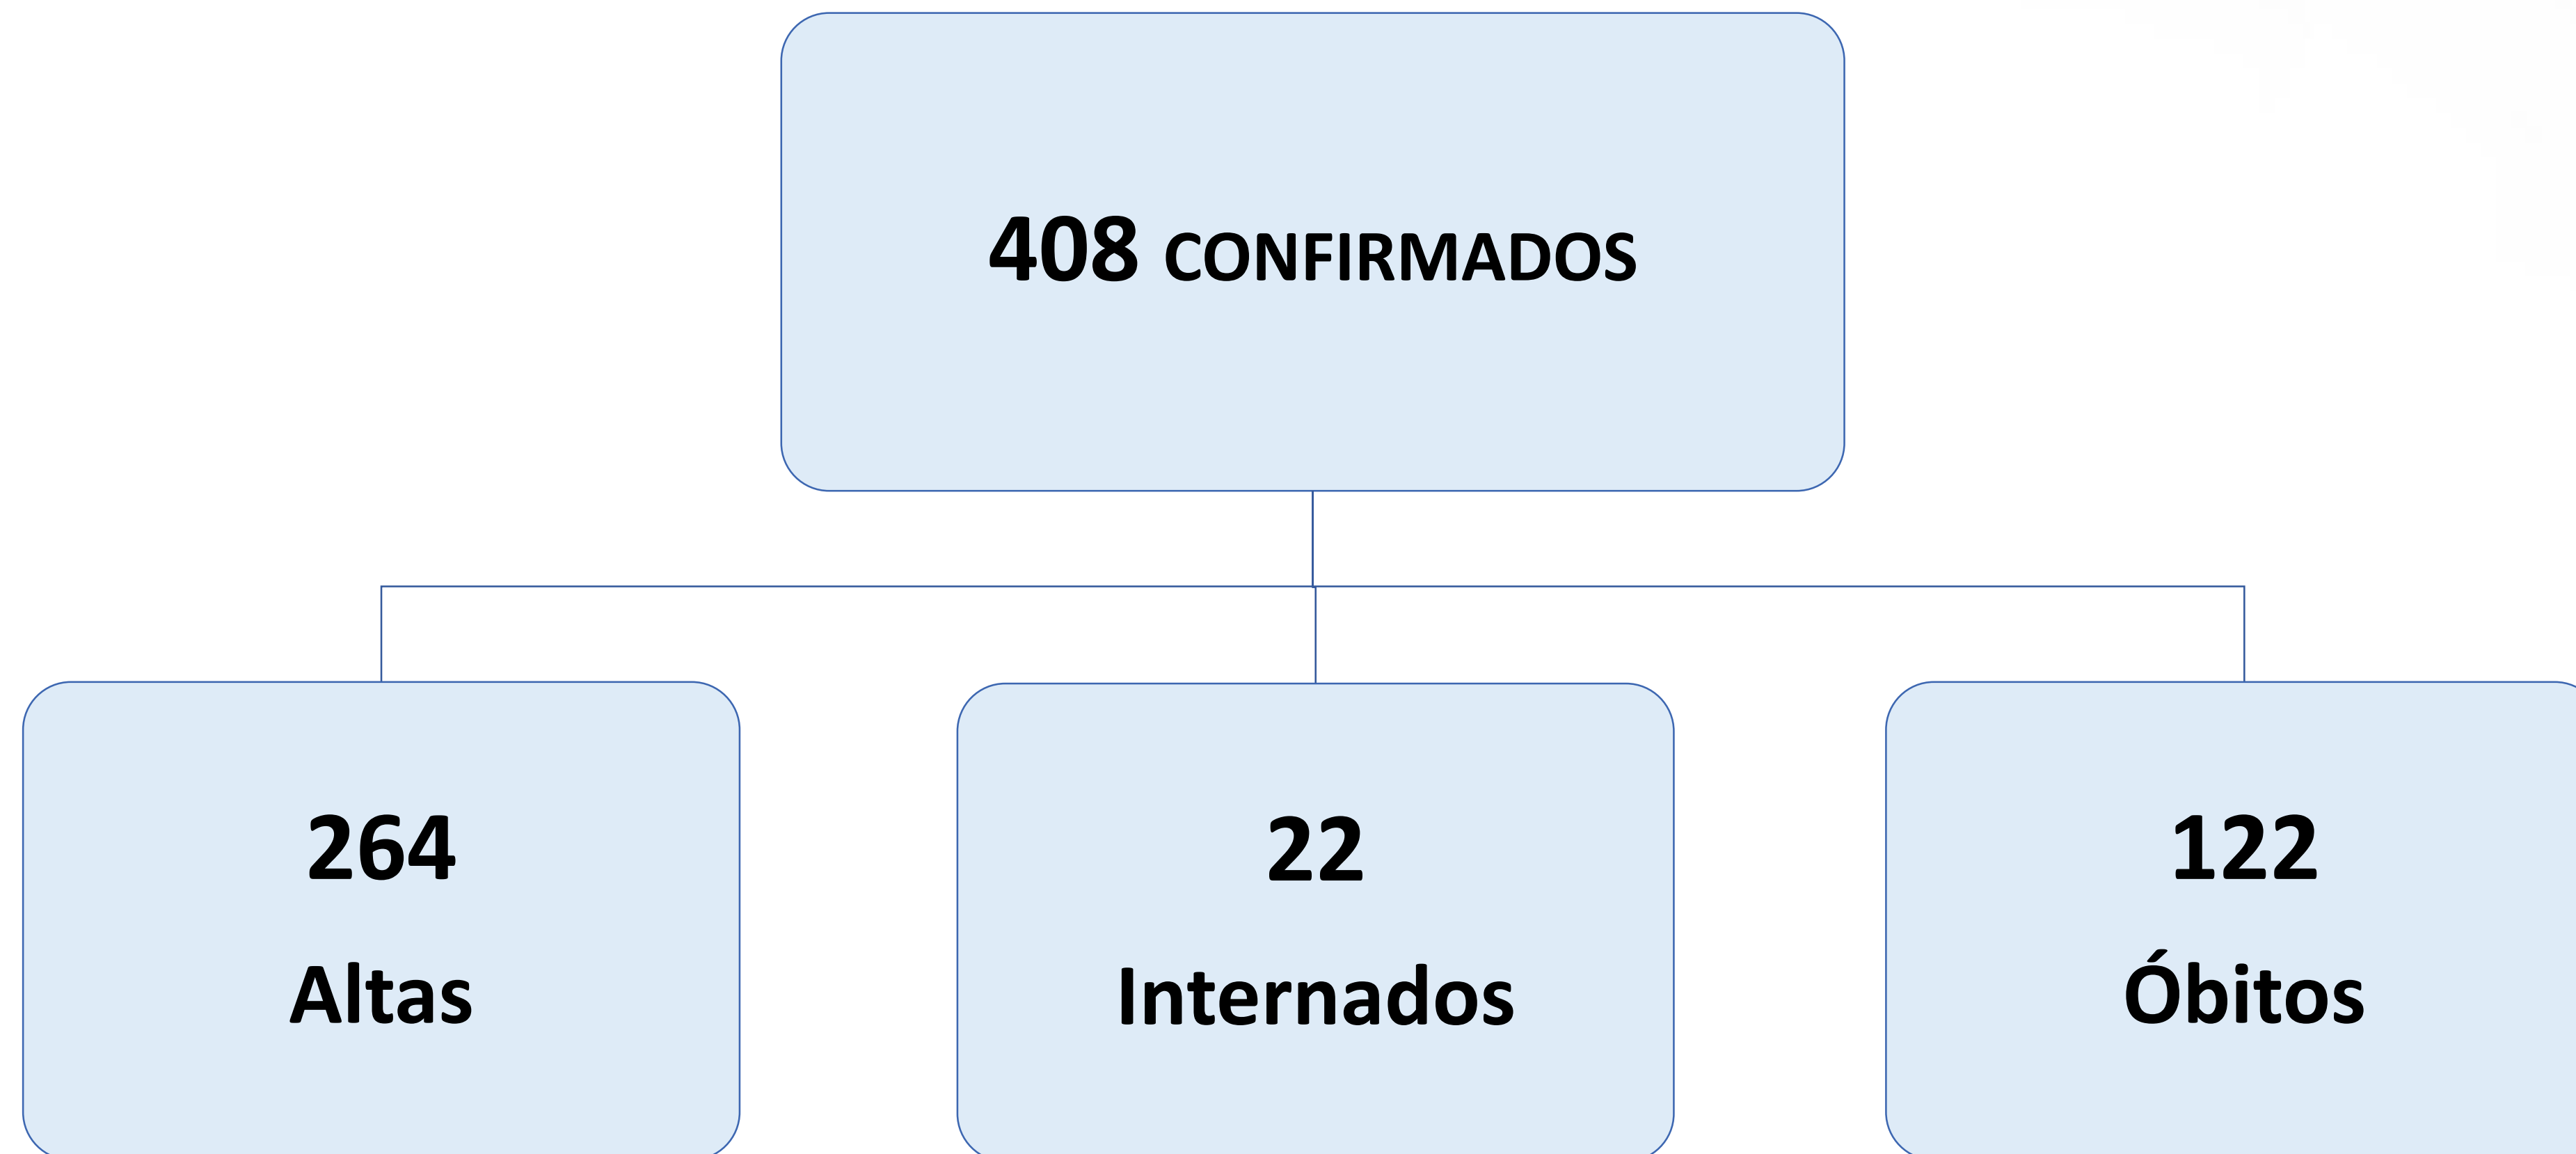 408 CONFIRMADOS
264
Altas
22
Internados
122
Óbitos